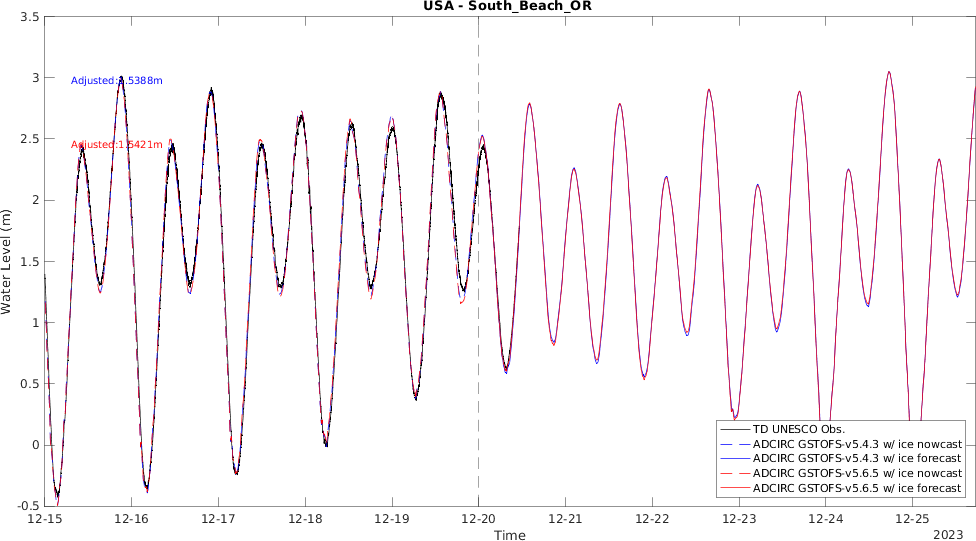 USA - South_Beach_OR
3.5
3
2.5
2
1.5
1
0.5
0
-0.5
Water Level (m)
Adjusted:1.5388m
Adjusted:1.5421m
TD UNESCO Obs.
ADCIRC GSTOFS-v5.4.3 w/ ice nowcast
ADCIRC GSTOFS-v5.4.3 w/ ice forecast
ADCIRC GSTOFS-v5.6.5 w/ ice nowcast
ADCIRC GSTOFS-v5.6.5 w/ ice forecast
12-15 12-16 12-17 12-18 12-19 12-20 12-21 12-22 12-23 12-24 12-25
Time
2023